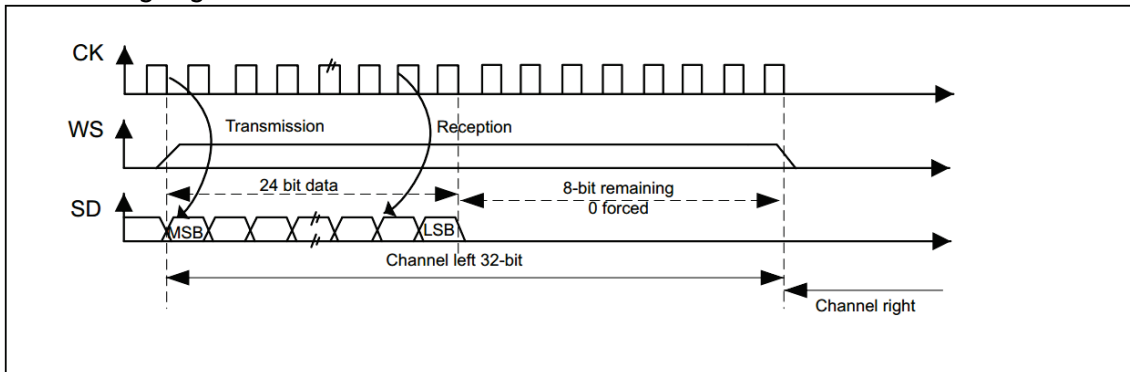 CK
WS
Transmission
Reception
24 bit data
8-bit remaining
0 forced
SD
MSB
LSB
Channel left 32-bit
Channel right